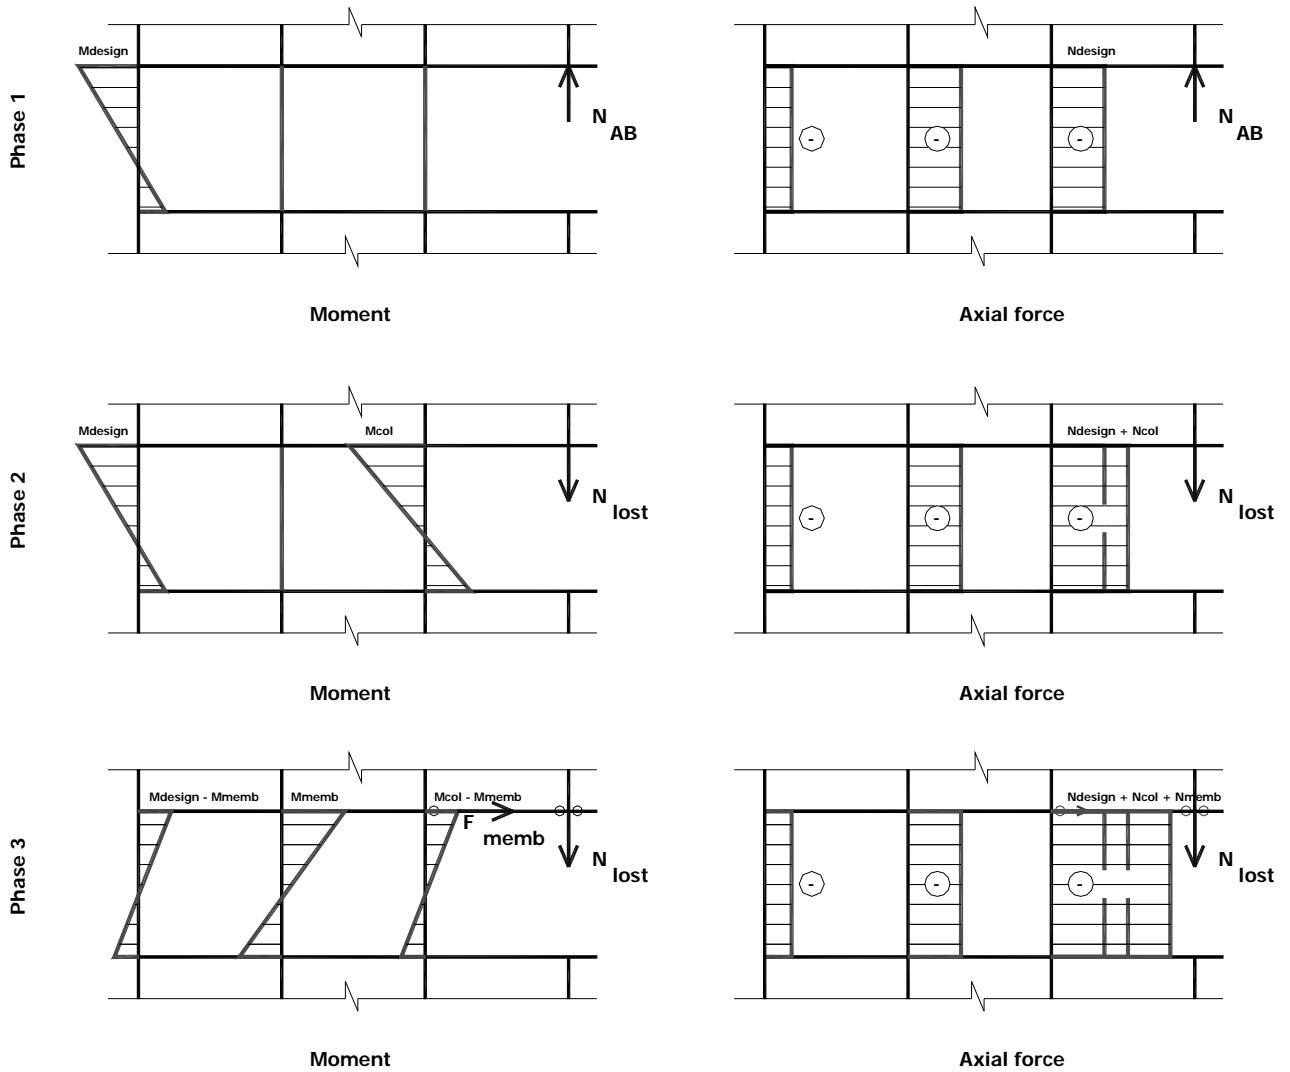 Phase 1
Mdesign
N AB
Moment
Ndesign
-
-
-
N AB
Axial force
Phase 2
Mdesign
Mcol
N lost
Moment
Ndesign + Ncol
-
-
-
N lost
Axial force
Phase 3
Mdesign - Mmemb
Mmemb
Mcol - Mmemb
F memb
N lost
Moment
Ndesign + Ncol + Nmemb
-
-
-
N lost
Axial force